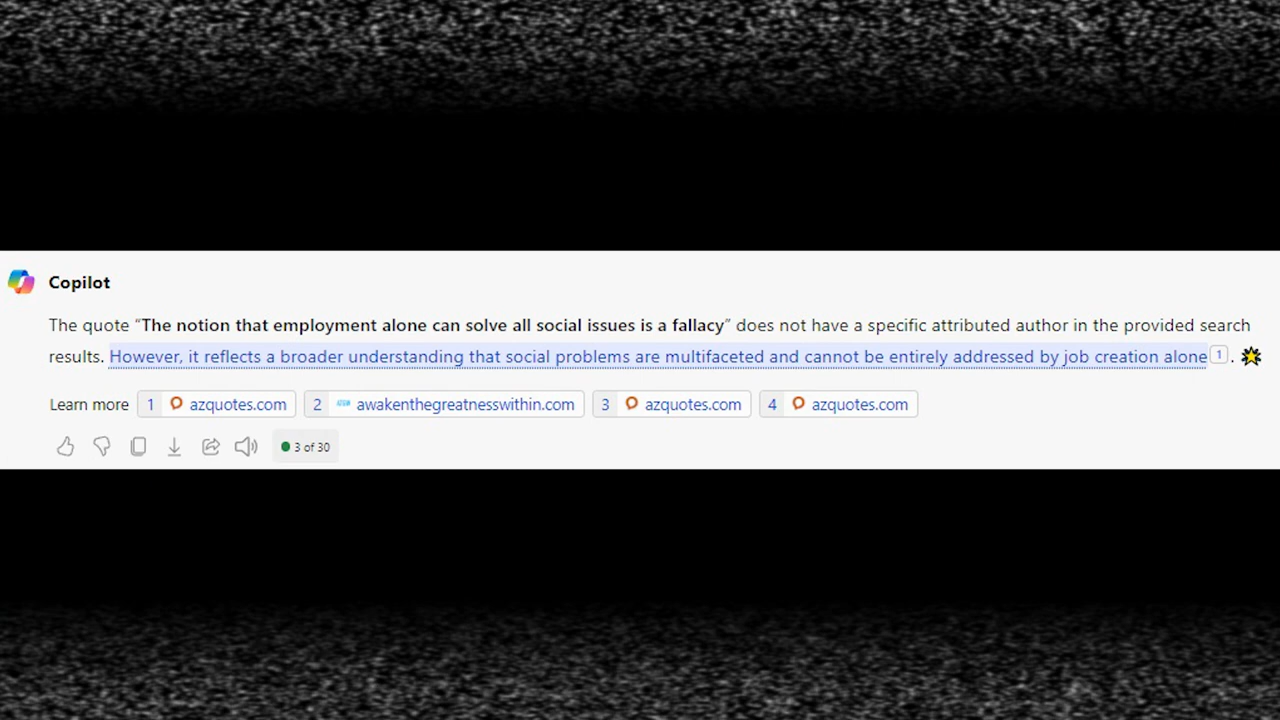 Copilot
The quote “The notion that employment alone can solve all social issues is a fallacy” does not have a specific attributed author in the provided search
results. However, it reflects a broader understanding that social problems are multifaceted and cannot be entirely addressed by job creation alone 1 .
Learn more 1 azquotes.com 2 awakenthegreatnesswithin.com 3 azquotes.com 4 azquotes.com
3 of 30